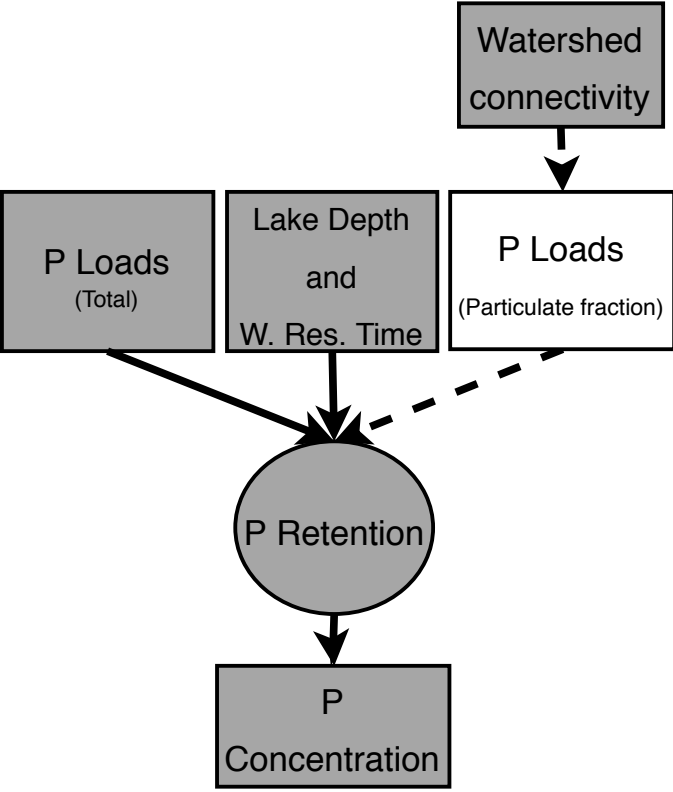 Watershed
connectivity
P Loads
(Total)
Lake Depth
and
W. Res. Time
P Loads
(Particulate fraction)
P Retention
P
Concentration